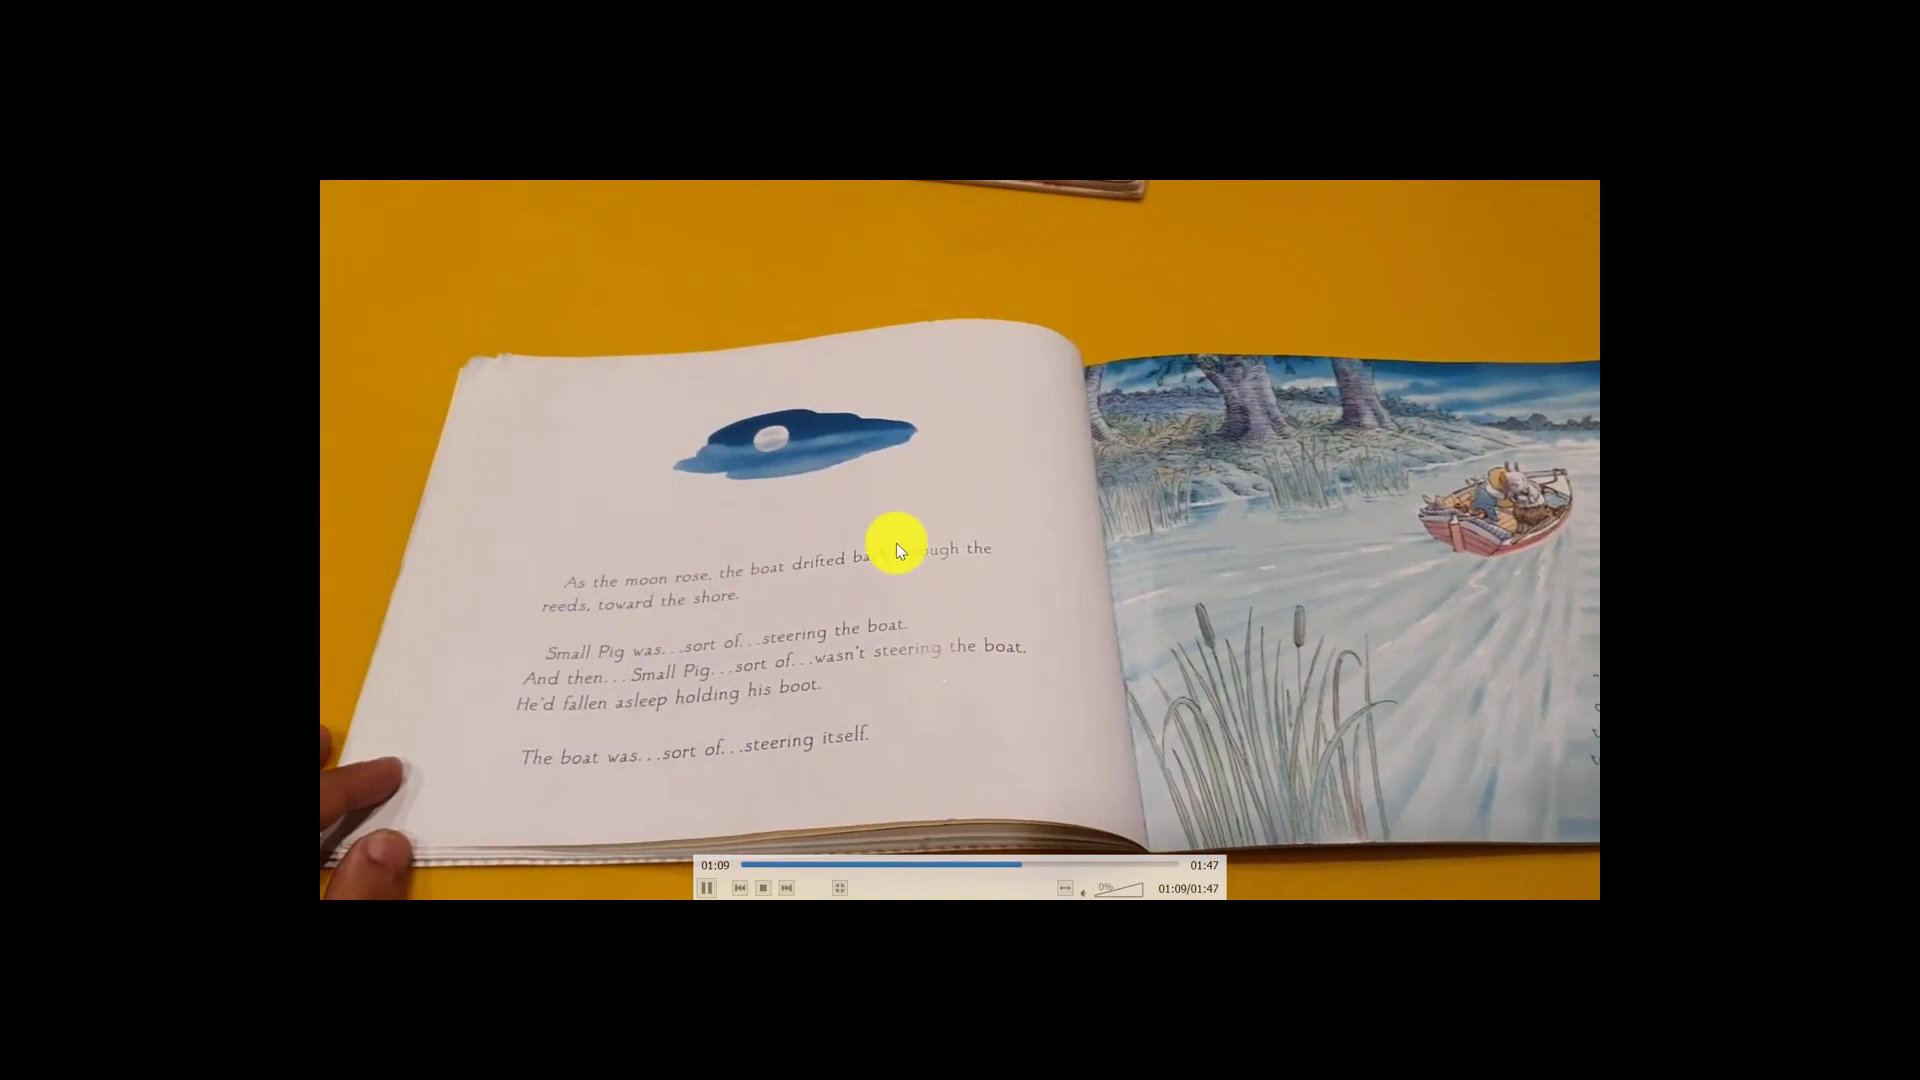 As the moon rose, the boat drifted through the
reeds, toward the shore.
Small Pig was...sort of...steering the boat.
And then...Small Pig...sort of...wasn't steering the boat.
He'd fallen asleep holding his boot.
The boat was...sort of...steering itself.
01:09
01:47
0%
01:09/01:47